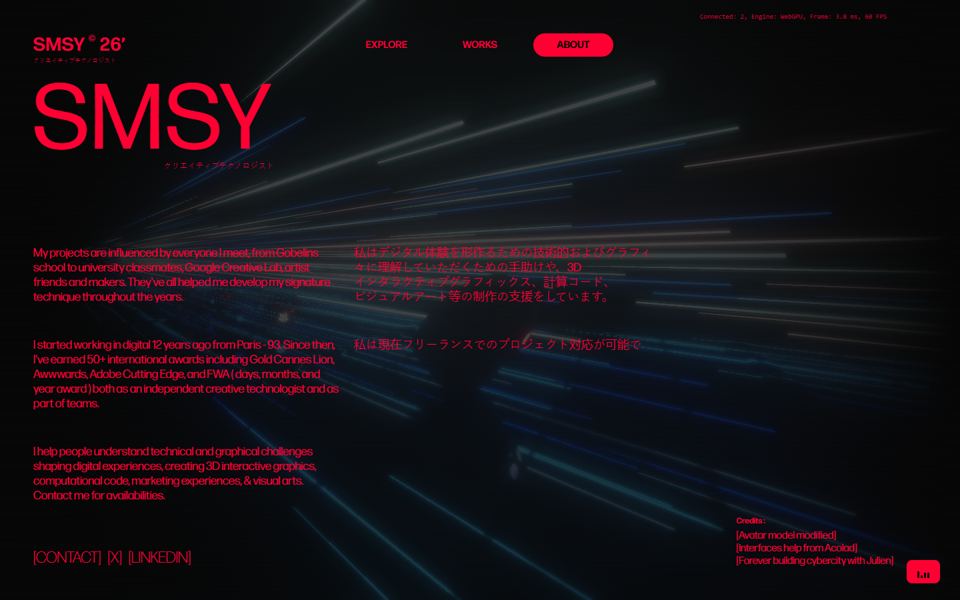 Connected: 2, Engine: WebGPU, Frame: 3.8 ms, 60 FPS
SMSY © 26′
クリエイティブテクノロジスト
EXPLORE
WORKS
ABOUT
SMSY
クリエイティブテクノロジスト
My projects are influenced by everyone I meet, from Gobelins
school to university classmates, Google Creative Lab, artist
friends and makers. They've all helped me develop my signature
technique throughout the years.
私はデジタル体験を形作るための技術的およびグラフィ
々に理解していただくための手助けや、3D
インタラクティブグラフィックス、計算コード、
ビジュアルアート等の制作の支援をしています。
I started working in digital 12 years ago from Paris - 93. Since then,
I've earned 50+ international awards including Gold Cannes Lion,
Awwwards, Adobe Cutting Edge, and FWA ( days, months, and
year award ) both as an independent creative technologist and as
part of teams.
私は現在フリーランスでのプロジェクト対応が可能で
I help people understand technical and graphical challenges
shaping digital experiences, creating 3D interactive graphics,
computational code, marketing experiences, & visual arts.
Contact me for availabilities.
[CONTACT] [X] [LINKEDIN]
Credits:
[Avatar model modified]
[Interfaces help from Acolad]
[Forever building cybercity with Julien]